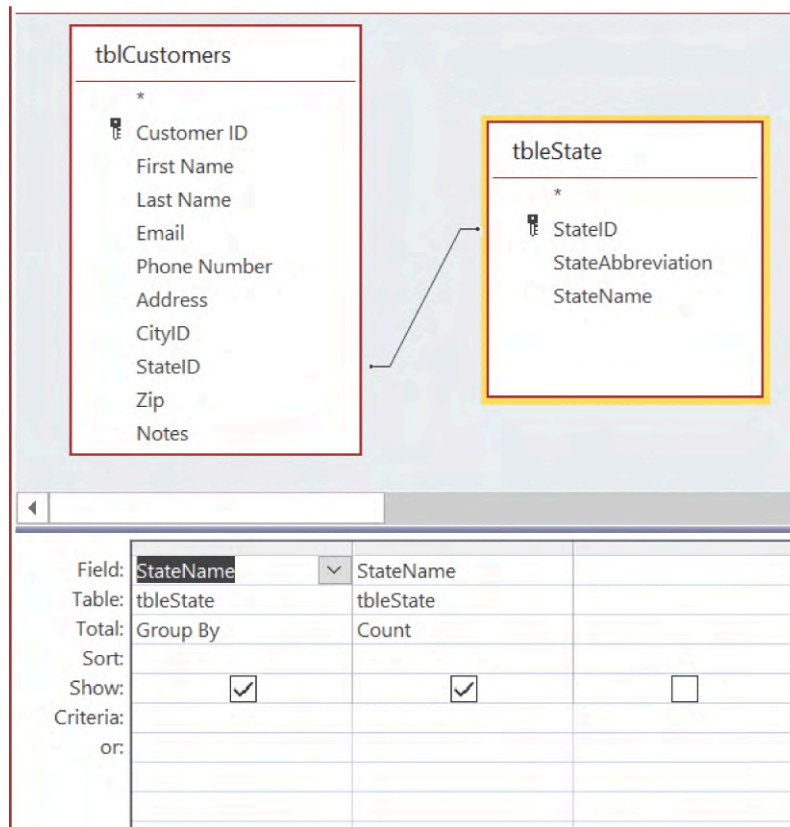 tblCustomers
*
Customer ID
First Name
Last Name
Email
Phone Number
Address
CityID
StateID
Zip
Notes
tbleState
*
StateID
StateAbbreviation
StateName
Field: StateName StateName
Table: tbleState tbleState
Total: Group By Count
Sort:
Show:
Criteria:
or: